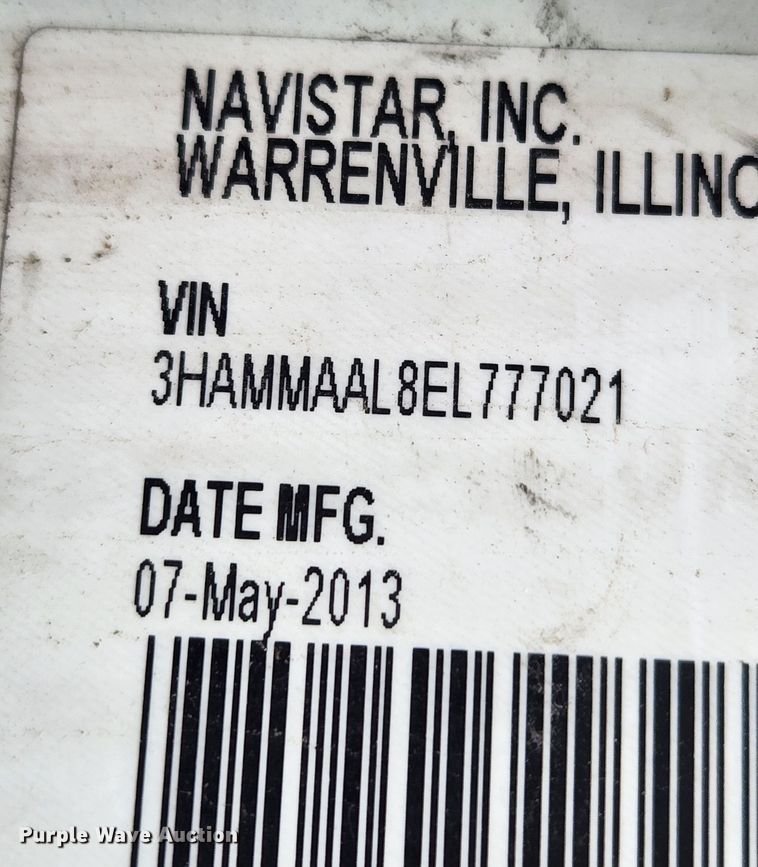 NAVISTAR, INC.
WARRENVILLE, ILLINO
VIN
3HAMMAAL8EL777021
DATE MFG.
07-May-2013
Purple Wave Auction